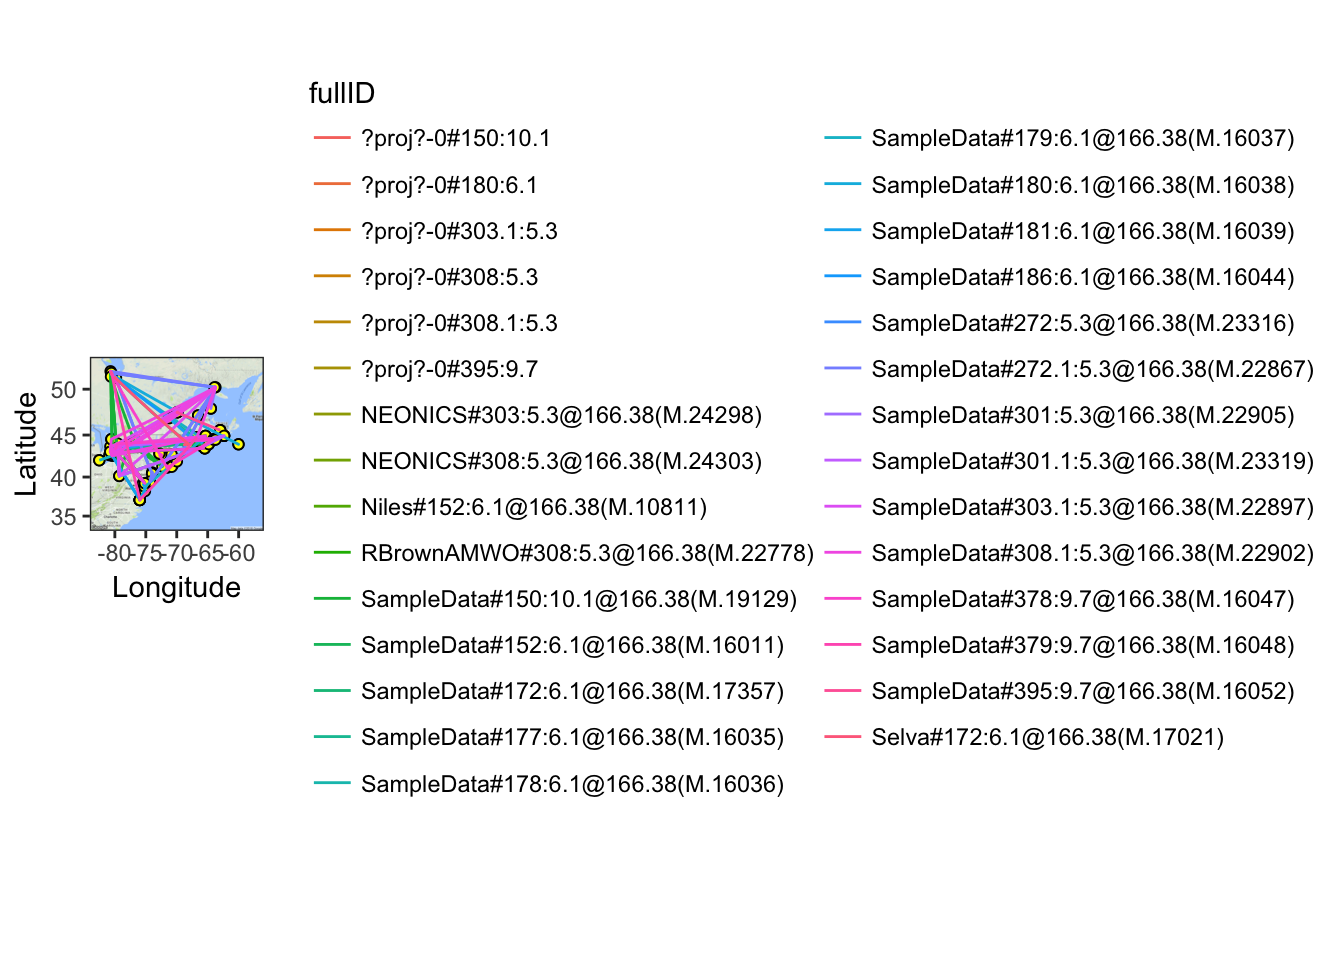 fullID
?proj?-0#150:10.1
?proj?-0#180:6.1
?proj?-0#303.1:5.3
?proj?-0#308:5.3
?proj?-0#308.1:5.3
?proj?-0#395:9.7
NEONICS#303:5.3@166.38(M.24298)
NEONICS#308:5.3@166.38(M.24303)
Niles#152:6.1@166.38(M.10811)
RBrownAMWO#308:5.3@166.38(M.22778)
SampleData#150:10.1@166.38(M.19129)
SampleData#152:6.1@166.38(M.16011)
SampleData#172:6.1@166.38(M.17357)
SampleData#177:6.1@166.38(M.16035)
SampleData#178:6.1@166.38(M.16036)
SampleData#179:6.1@166.38(M.16037)
SampleData#180:6.1@166.38(M.16038)
SampleData#181:6.1@166.38(M.16039)
SampleData#186:6.1@166.38(M.16044)
SampleData#272:5.3@166.38(M.23316)
SampleData#272.1:5.3@166.38(M.22867)
SampleData#301:5.3@166.38(M.22905)
SampleData#301.1:5.3@166.38(M.23319)
SampleData#303.1:5.3@166.38(M.22897)
SampleData#308.1:5.3@166.38(M.22902)
SampleData#378:9.7@166.38(M.16047)
SampleData#379:9.7@166.38(M.16048)
SampleData#395:9.7@166.38(M.16052)
Selva#172:6.1@166.38(M.17021)
Latitude
50
45
40
35
-80 -75 -70 -65 -60
Longitude